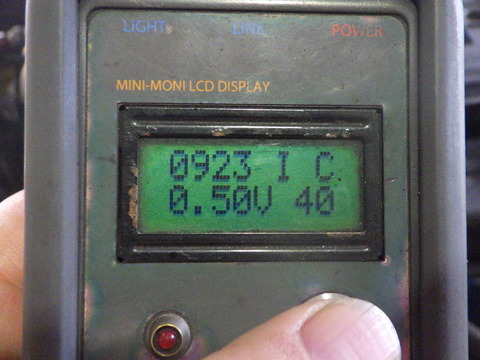 LIGHT LINK POWER
MINI-MONI LCD DISPLAY
0923 I C
0.50V 40